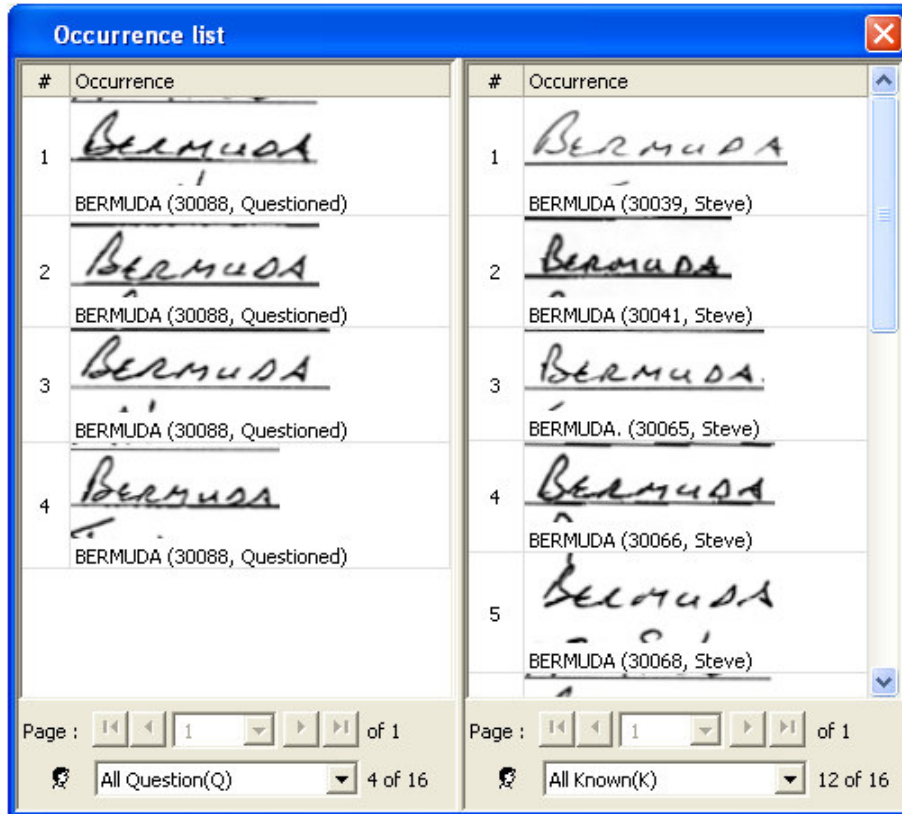 Occurrence list
# Occurrence
1 BERMUDA
BERMUDA (30088, Questioned)
2 BERMUDA
BERMUDA (30088, Questioned)
3 BERMUDA
BERMUDA (30088, Questioned)
4 BERMUDA
BERMUDA (30088, Questioned)
Page : 1 of 1
All Question(Q) 4 of 16
# Occurrence
1 BERMUDA
BERMUDA (30039, Steve)
2 BERMUDA
BERMUDA (30041, Steve)
3 BERMUDA.
BERMUDA. (30065, Steve)
4 BERMUDA
BERMUDA (30066, Steve)
5 BERMUDA
BERMUDA (30068, Steve)
Page : 1 of 1
All Known(K) 12 of 16